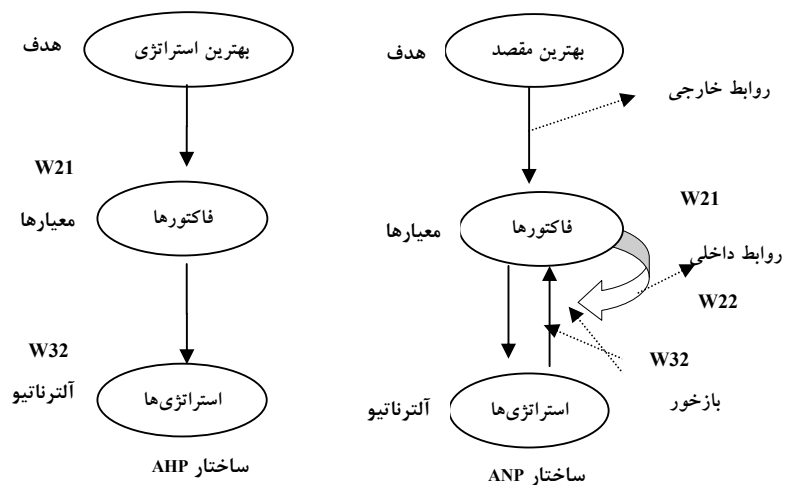 بهترین مقصد
هدف
روابط خارجی
W21
فاکتورها
معیارها
روابط داخلی
W22
W32
بازخور
استراتژی‌ها
آلترناتیو
ساختار ANP
بهترین استراتژی
هدف
W21
فاکتورها
معیارها
W32
استراتژی‌ها
آلترناتیو
ساختار AHP